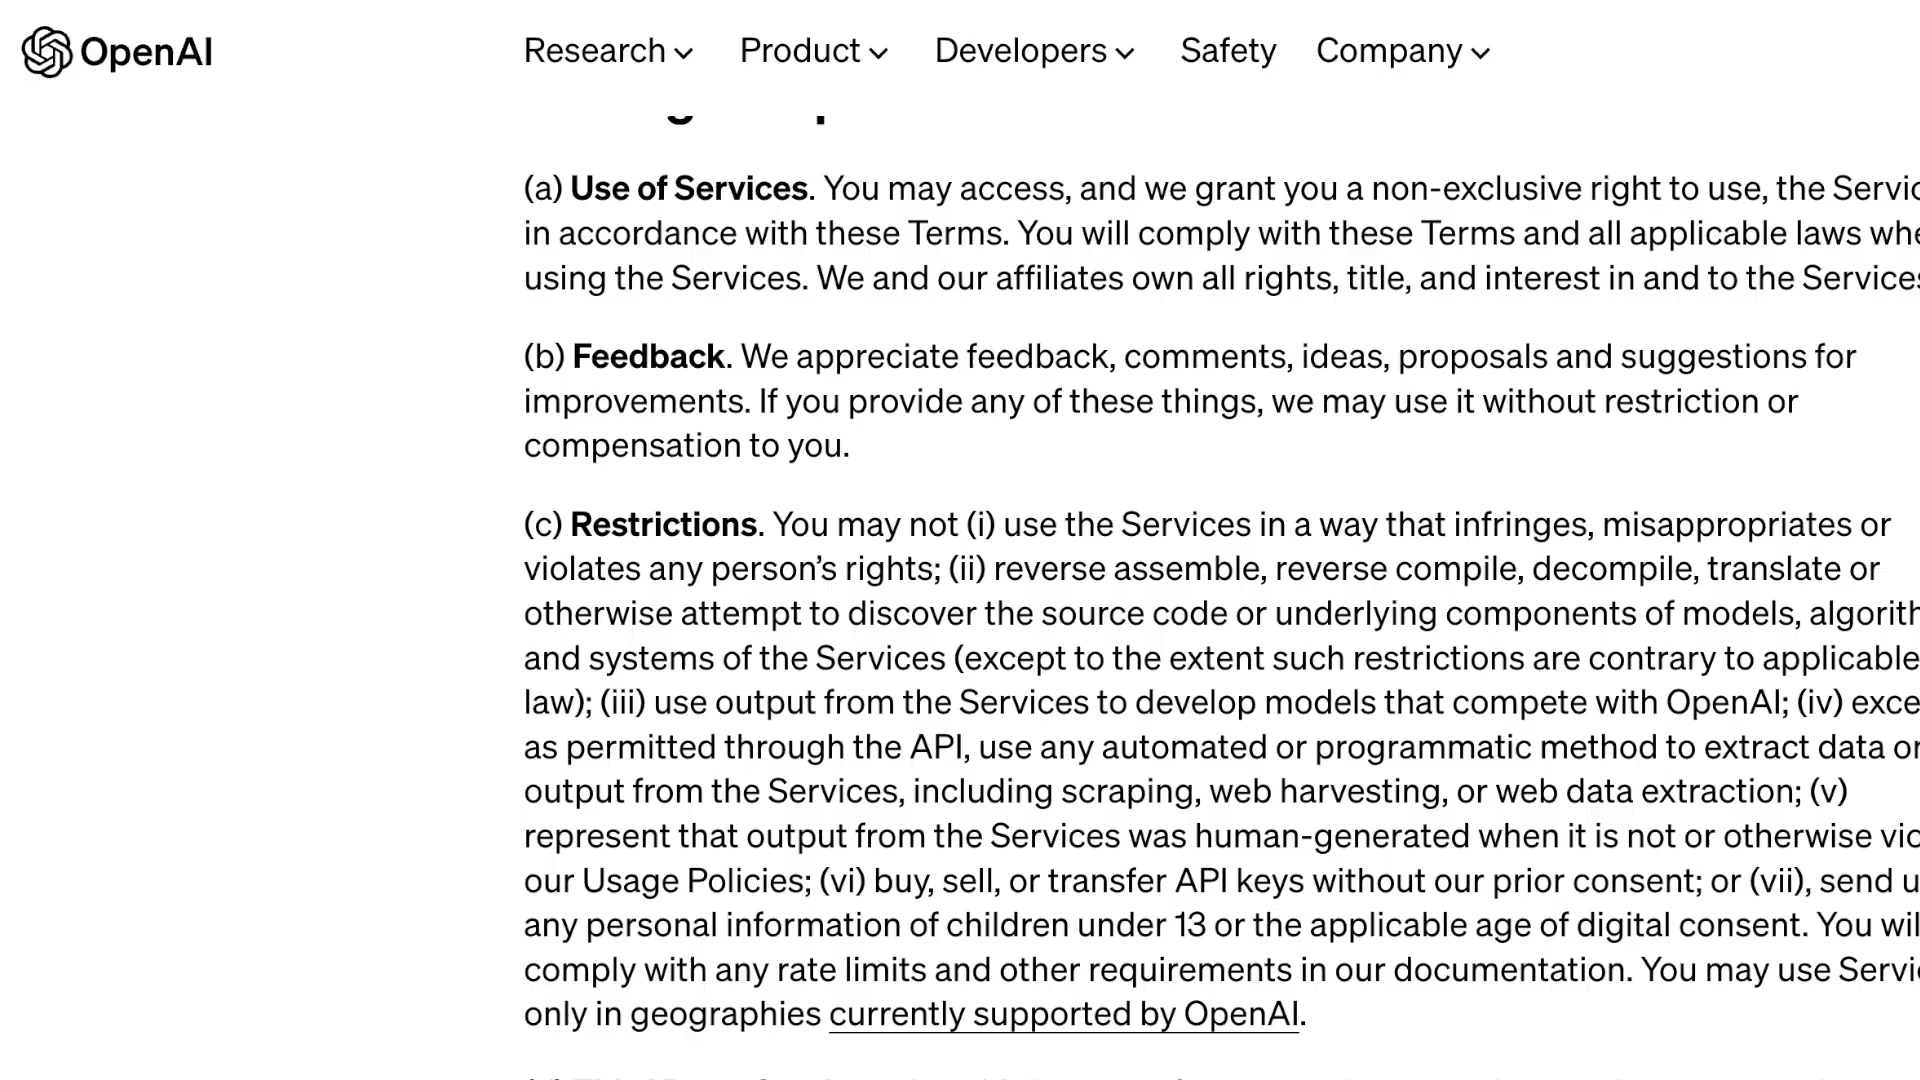 OpenAI
Research Product Developers Safety Company
(a) Use of Services. You may access, and we grant you a non-exclusive right to use, the Servic
in accordance with these Terms. You will comply with these Terms and all applicable laws whe
using the Services. We and our affiliates own all rights, title, and interest in and to the Services
(b) Feedback. We appreciate feedback, comments, ideas, proposals and suggestions for
improvements. If you provide any of these things, we may use it without restriction or
compensation to you.
(c) Restrictions. You may not (i) use the Services in a way that infringes, misappropriates or
violates any person’s rights; (ii) reverse assemble, reverse compile, decompile, translate or
otherwise attempt to discover the source code or underlying components of models, algorith
and systems of the Services (except to the extent such restrictions are contrary to applicable
law); (iii) use output from the Services to develop models that compete with OpenAI; (iv) exce
as permitted through the API, use any automated or programmatic method to extract data or
output from the Services, including scraping, web harvesting, or web data extraction; (v)
represent that output from the Services was human-generated when it is not or otherwise vio
our Usage Policies; (vi) buy, sell, or transfer API keys without our prior consent; or (vii), send u
any personal information of children under 13 or the applicable age of digital consent. You wil
comply with any rate limits and other requirements in our documentation. You may use Servic
only in geographies currently supported by OpenAI.